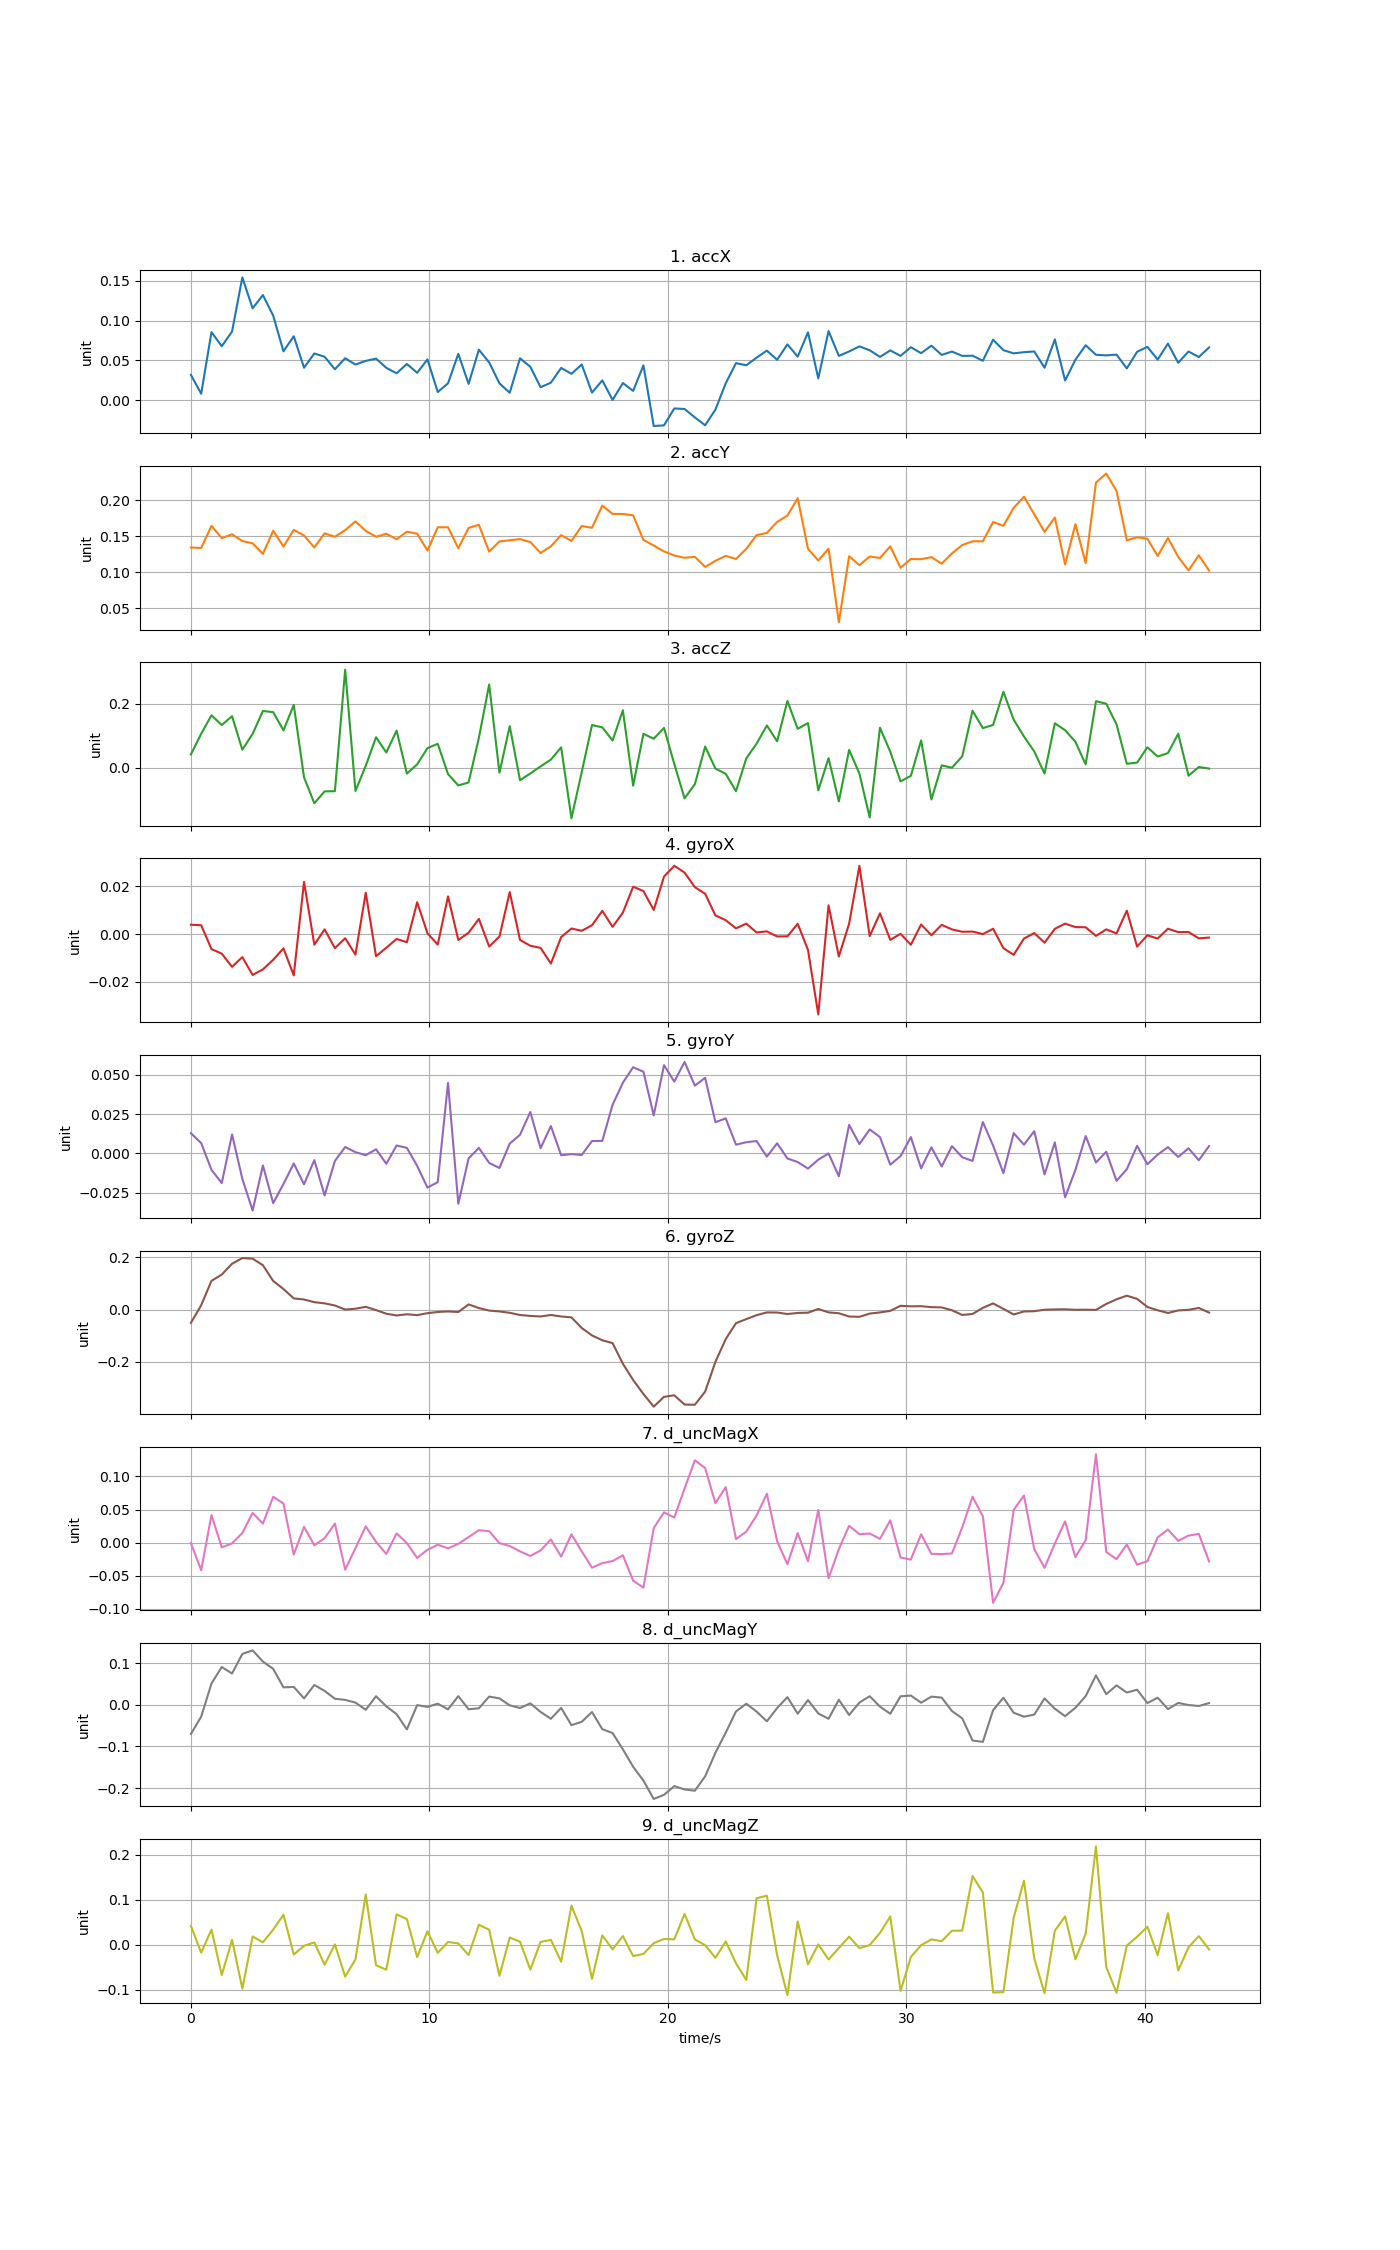 1. accX
0.15
0.10
0.05
0.00
unit
2. accY
0.20
0.15
0.10
0.05
unit
3. accZ
0.2
0.0
unit
4. gyroX
0.02
0.00
−0.02
unit
5. gyroY
0.050
0.025
0.000
−0.025
unit
6. gyroZ
0.2
0.0
−0.2
unit
7. d_uncMagX
0.10
0.05
0.00
−0.05
−0.10
unit
8. d_uncMagY
0.1
0.0
−0.1
−0.2
unit
9. d_uncMagZ
0.2
0.1
0.0
−0.1
unit
0 10 20 30 40
time/s